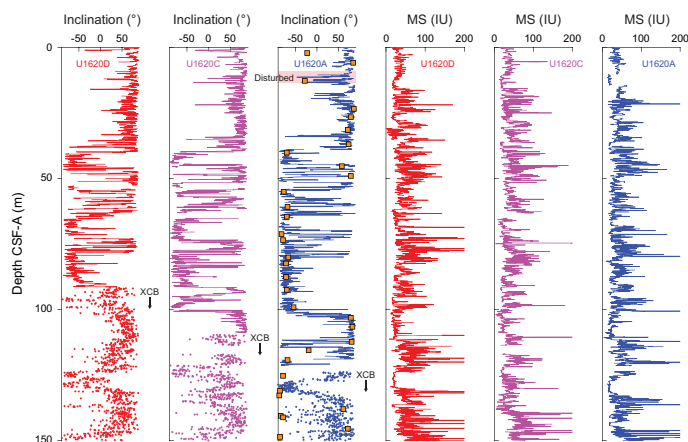 Inclination (°) Inclination (°) Inclination (°) MS (IU) MS (IU) MS (IU)
-50 0 50 -50 0 50 -50 0 50 0 100 200 0 100 200 0 100 200
0
U1620D U1620C U1620A U1620D U1620C U1620A
Disturbed
50
Depth CSF-A (m)
XCB
100
XCB
XCB
150